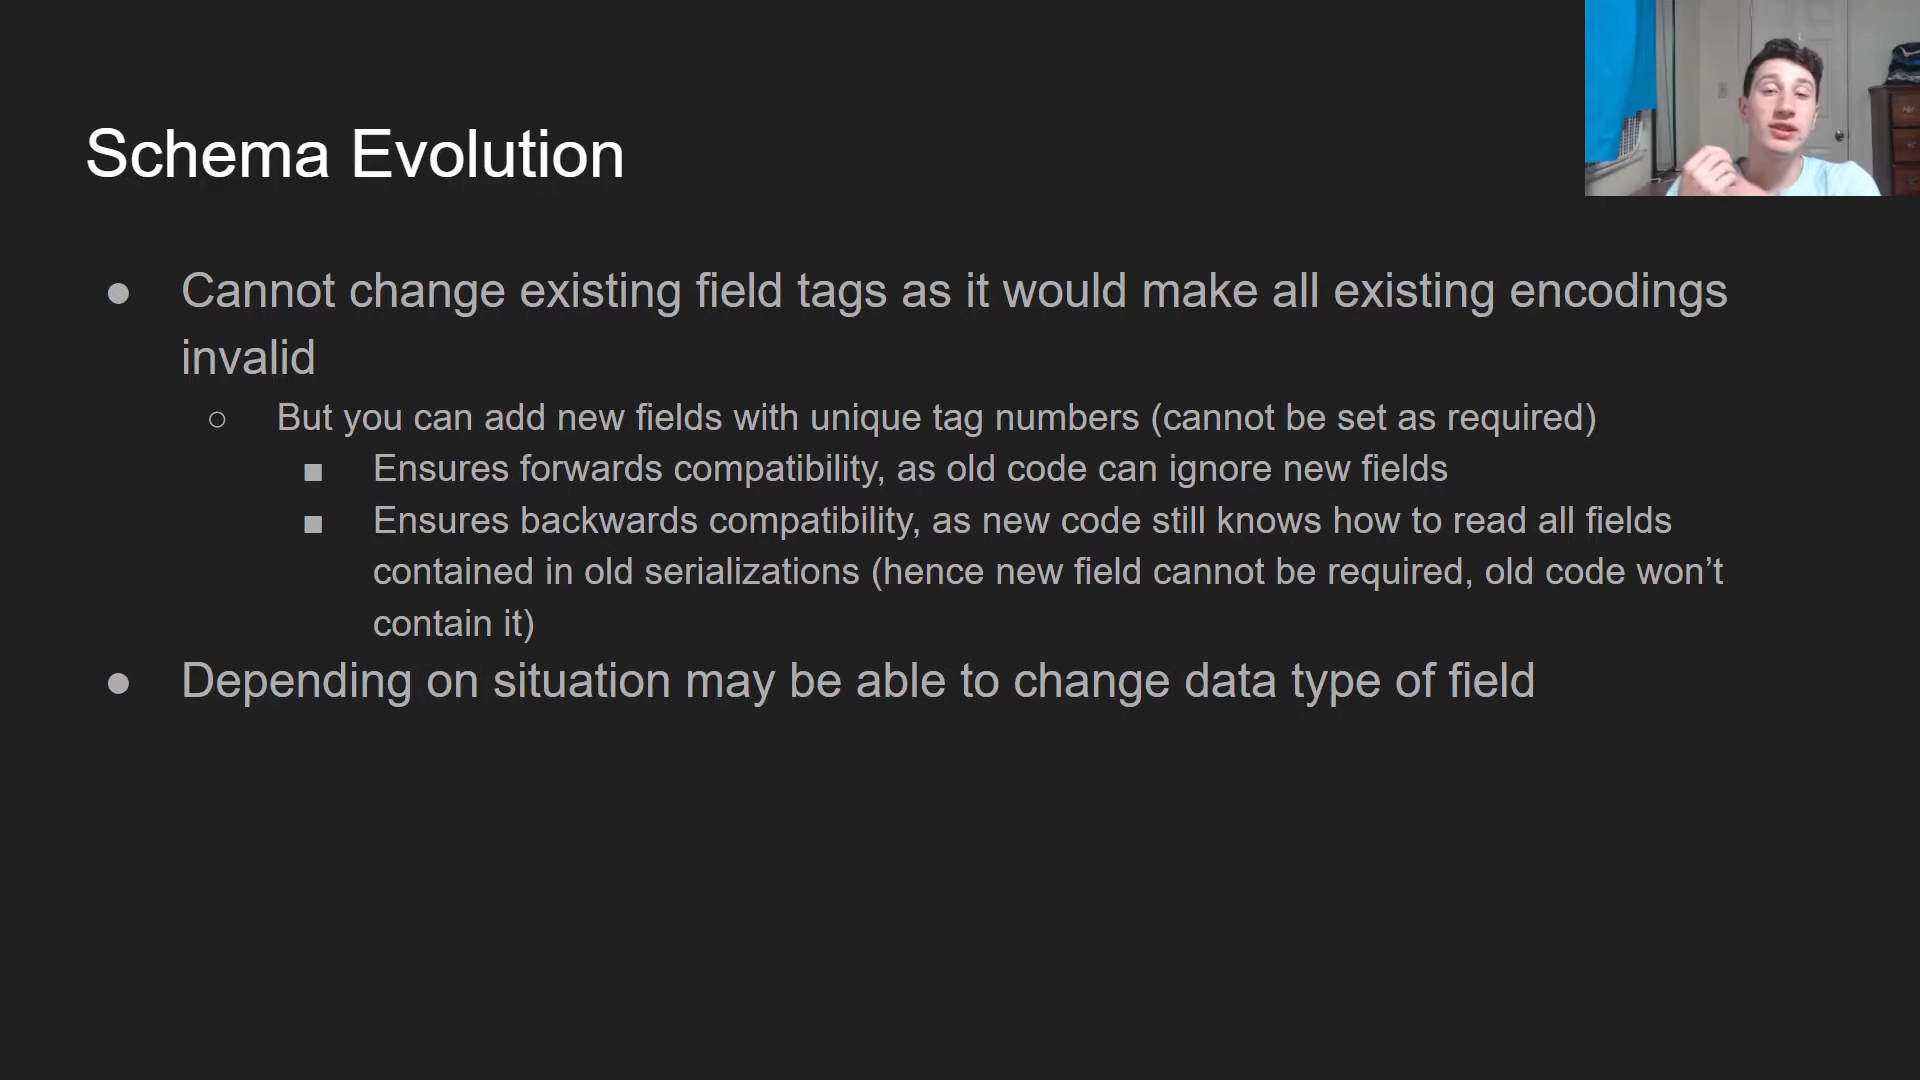 Schema Evolution
● Cannot change existing field tags as it would make all existing encodings
invalid
○ But you can add new fields with unique tag numbers (cannot be set as required)
■ Ensures forwards compatibility, as old code can ignore new fields
■ Ensures backwards compatibility, as new code still knows how to read all fields
contained in old serializations (hence new field cannot be required, old code won’t
contain it)
● Depending on situation may be able to change data type of field